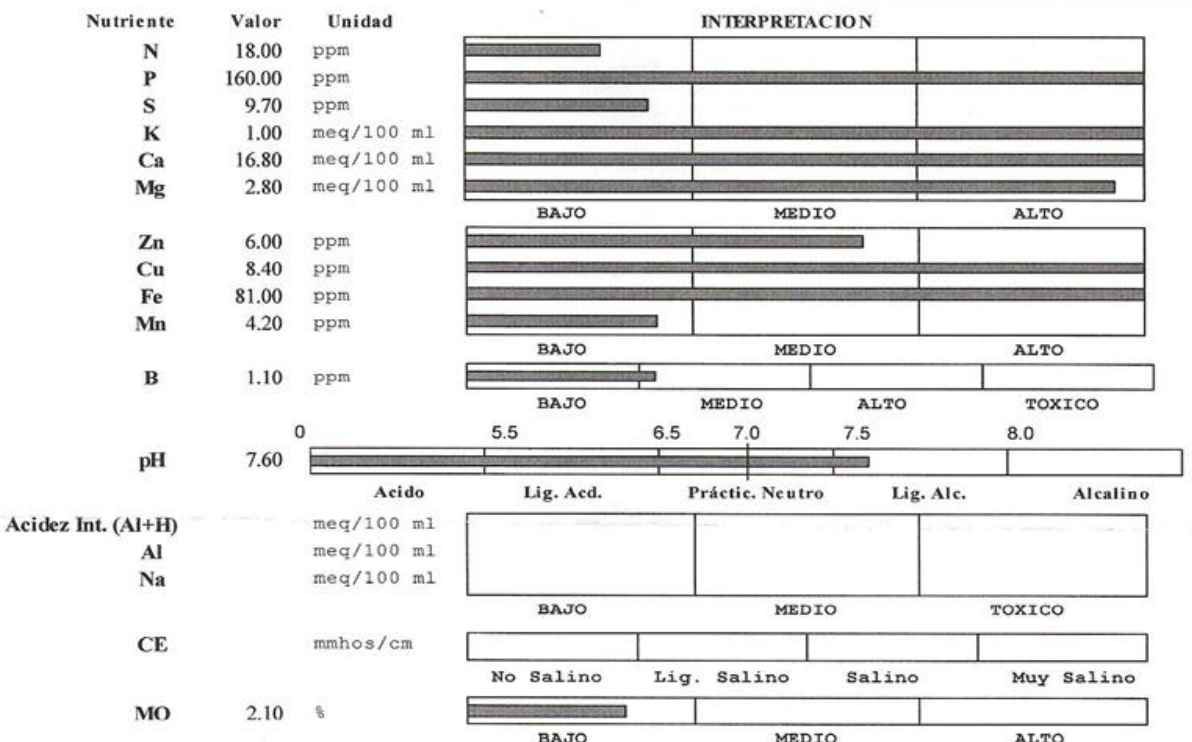 Nutriente Valor Unidad INTERPRETACION
N 18.00 ppm
P 160.00 ppm
S 9.70 ppm
K 1.00 meq/100 ml
Ca 16.80 meq/100 ml
Mg 2.80 meq/100 ml
BAJO MEDIO ALTO
Zn 6.00 ppm
Cu 8.40 ppm
Fe 81.00 ppm
Mn 4.20 ppm
BAJO MEDIO ALTO
B 1.10 ppm
BAJO MEDIO ALTO TOXICO
0 5.5 6.5 7.0 7.5 8.0
pH 7.60
Acido Lig. Acd. Práctic. Neutro Lig. Alc. Alcalino
Acidez Int. (Al+H) meq/100 ml
Al meq/100 ml
Na meq/100 ml
BAJO MEDIO TOXICO
CE mmhos/cm
No Salino Lig. Salino Salino Muy Salino
MO 2.10 %
BAJO MEDIO ALTO